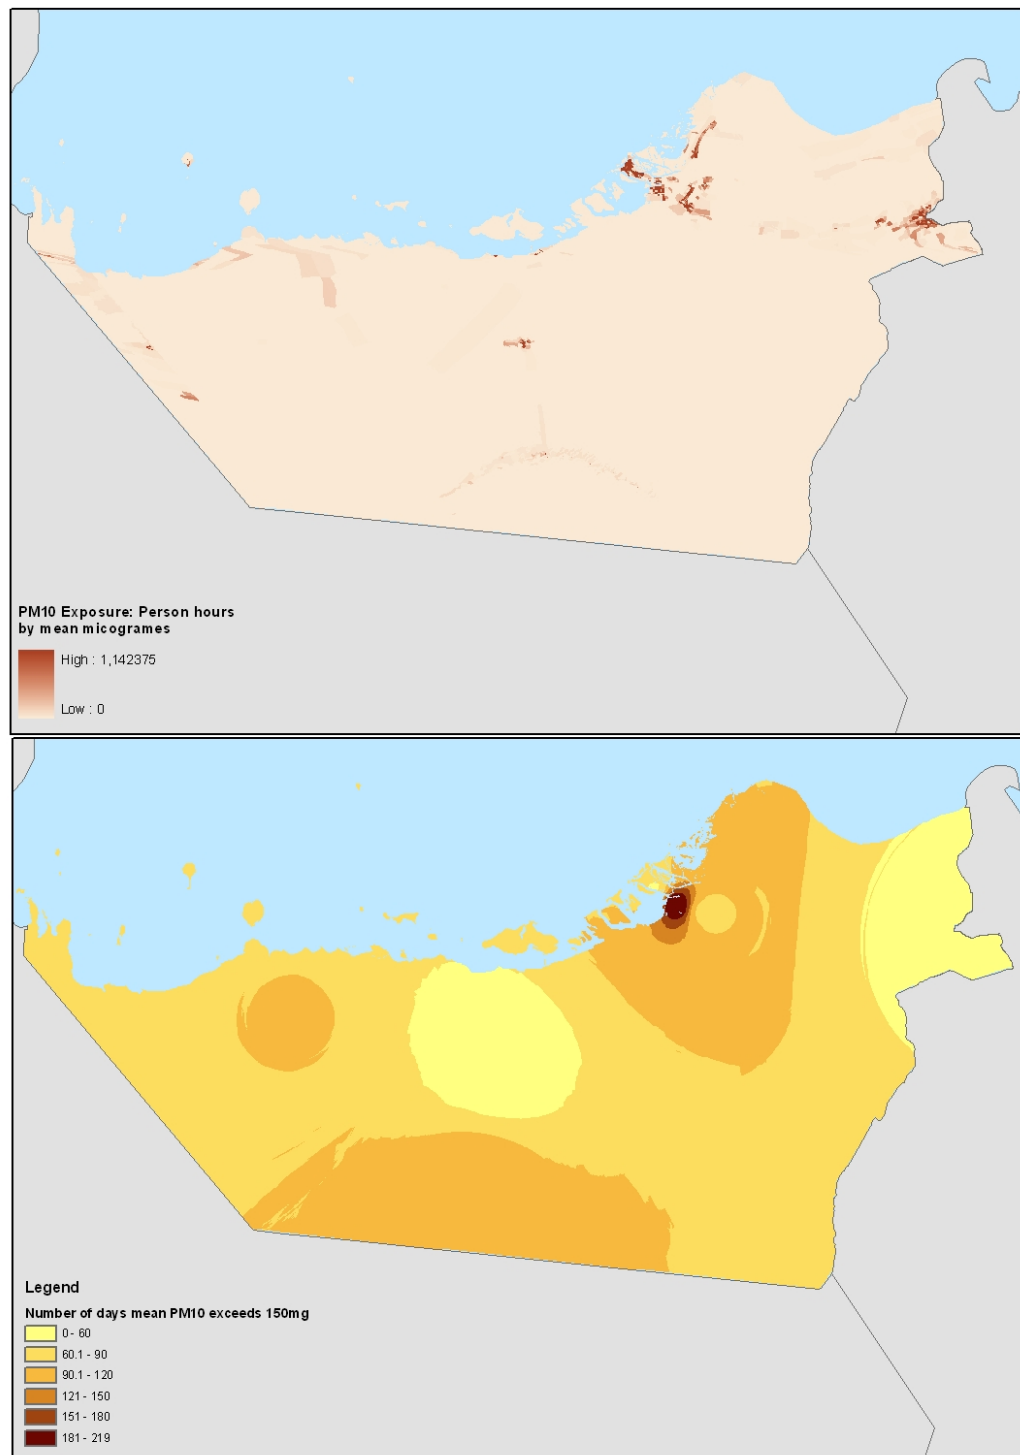 PM10 Exposure: Person hours
by mean micogrames
High : 1,142375
Low : 0
Legend
Number of days mean PM10 exceeds 150mg
0 - 60
60.1 - 90
90.1 - 120
121 - 150
151 - 180
181 - 219